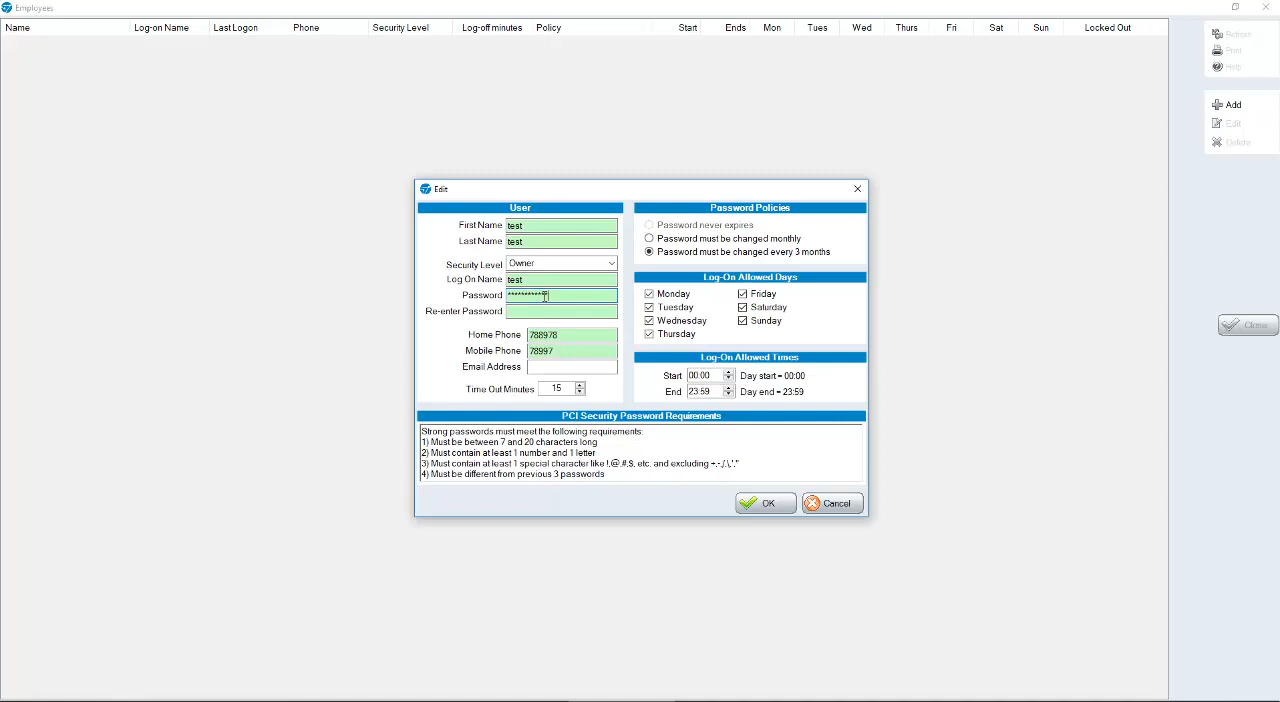 Employees
Name Log-on Name Last Logon Phone Security Level Log-off minutes Policy Start Ends Mon Tues Wed Thurs Fri Sat Sun Locked Out
Refresh
Print
Help
Add
Edit
Delete
Close
Edit
User
First Name test
Last Name test
Security Level Owner
Log On Name test
Password **********
Re-enter Password
Home Phone 788978
Mobile Phone 78997
Email Address
Time Out Minutes 15
Password Policies
Password never expires
Password must be changed monthly
Password must be changed every 3 months
Log-On Allowed Days
Monday Friday
Tuesday Saturday
Wednesday Sunday
Thursday
Log-On Allowed Times
Start 00:00 Day start = 00:00
End 23:59 Day end = 23:59
PCI Security Password Requirements
Strong passwords must meet the following requirements:
1) Must be between 7 and 20 characters long
2) Must contain at least 1 number and 1 letter
3) Must contain at least 1 special character like !,@,#,$, etc. and excluding
4) Must be different from previous 3 passwords
OK Cancel